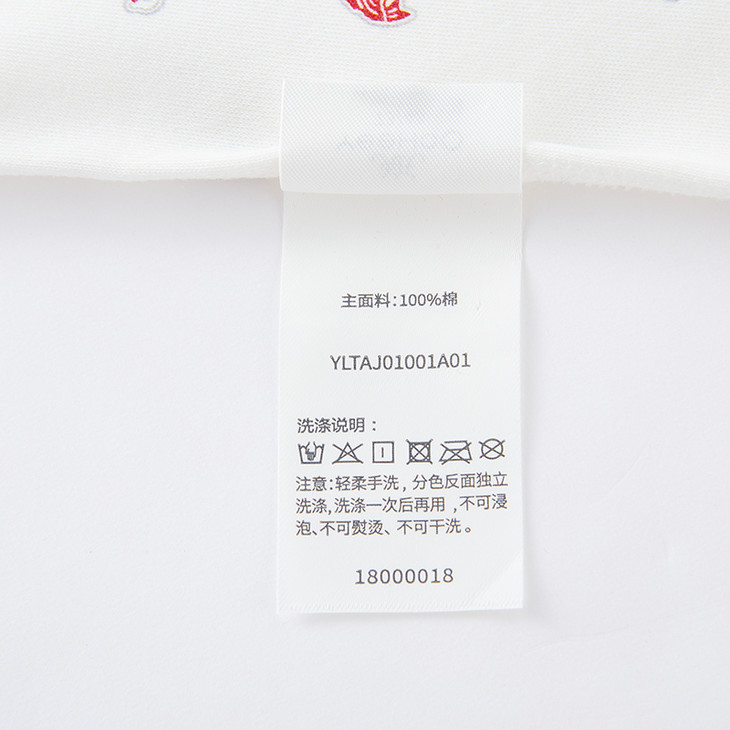 主面料:100%棉
YLTAJ01001A01
洗涤说明:
注意:轻柔手洗,分色反面独立
洗涤,洗涤一次后再用,不可浸
泡、不可熨烫、不可干洗。
18000018